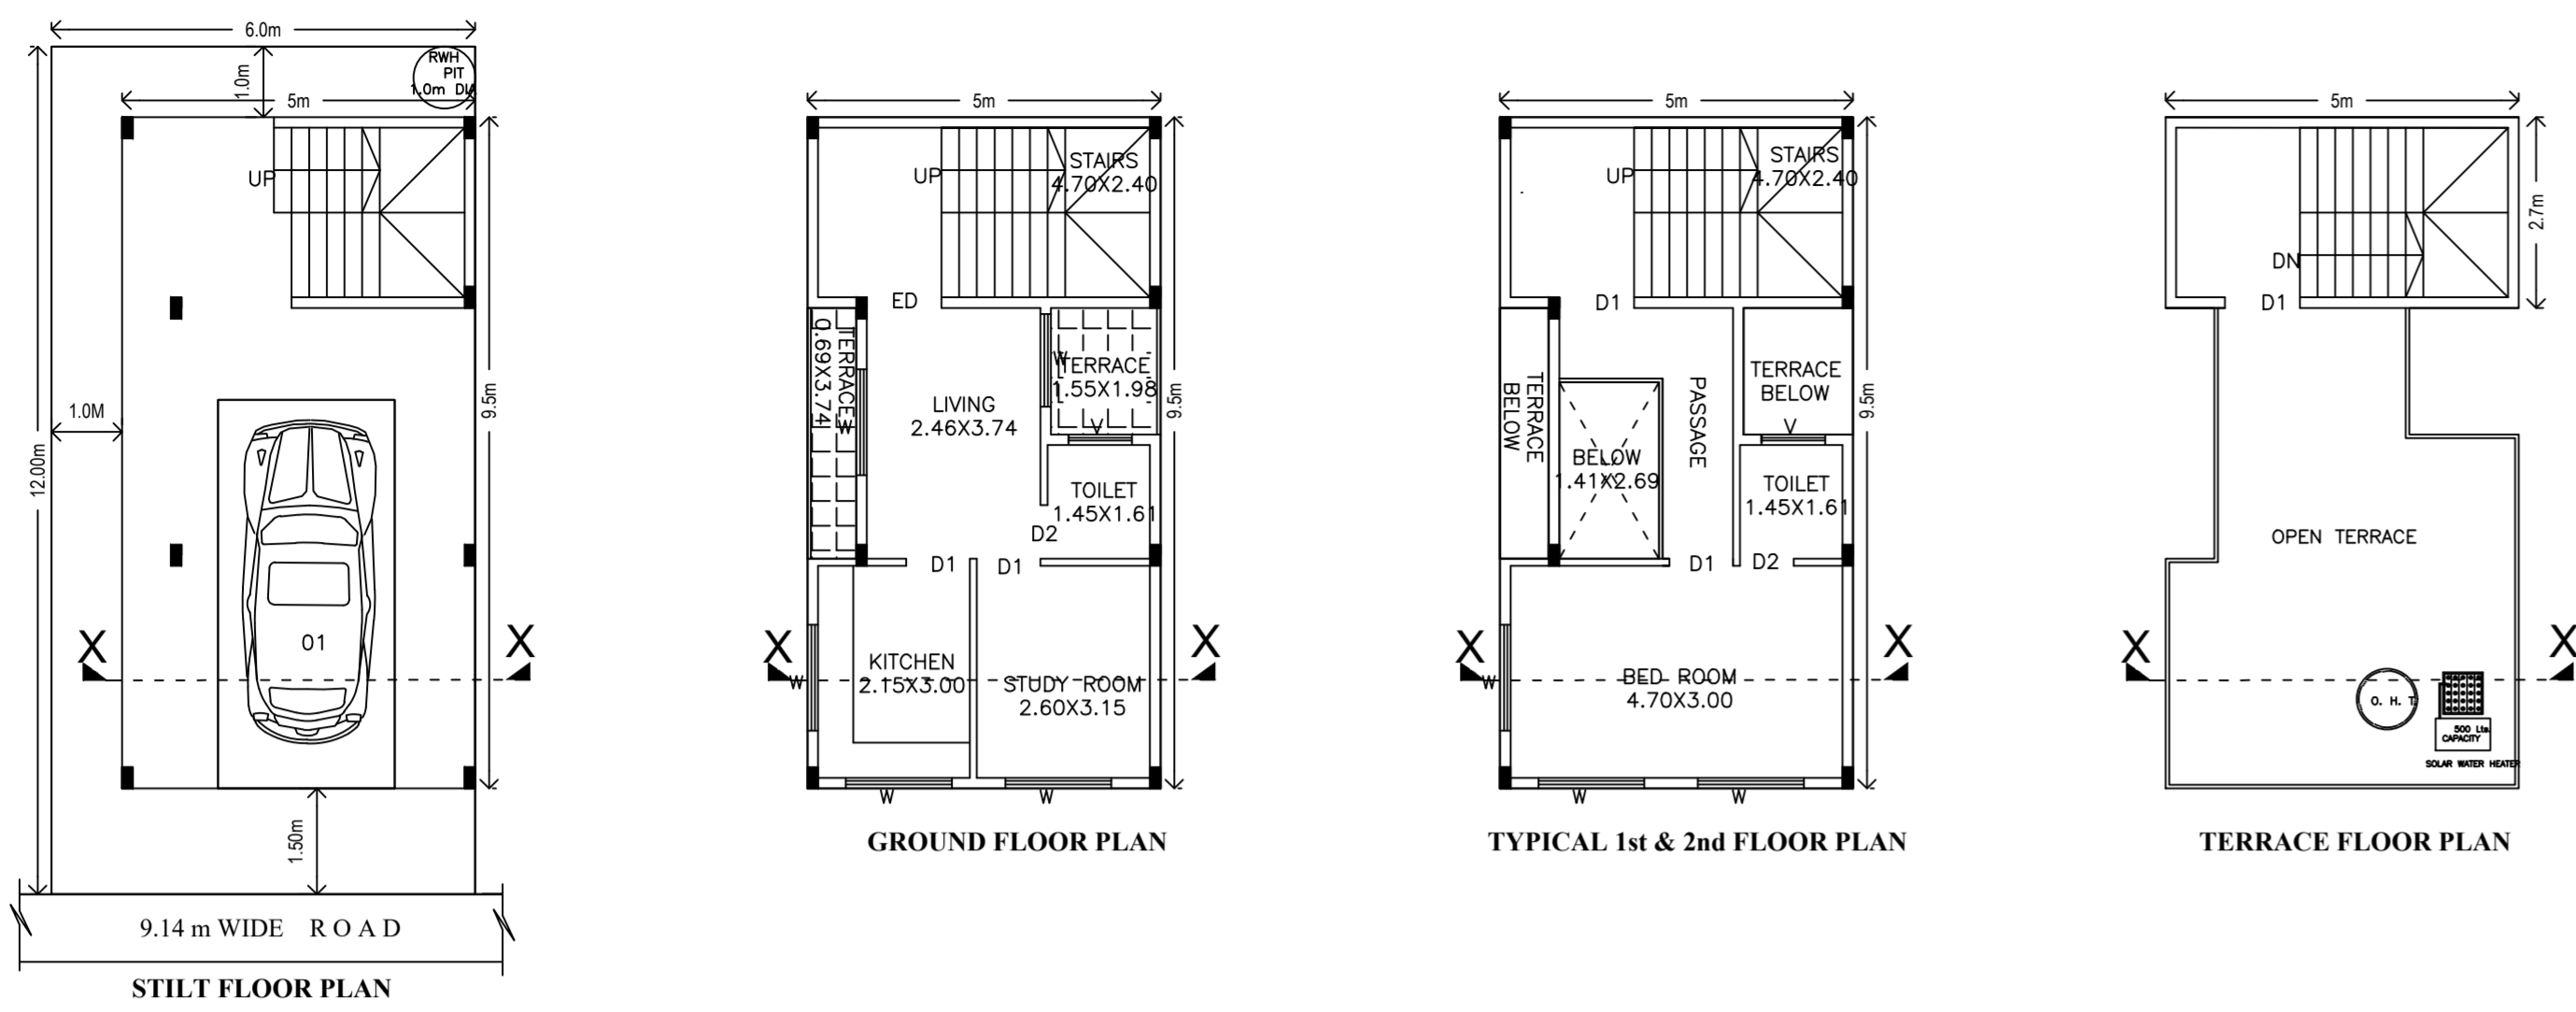 6.0m
RWH
PIT
1.0m DIA
1.0m
5m
UP
12.00m
1.0M
9.5m
01
X
X
1.50m
9.14 m WIDE ROAD
STILT FLOOR PLAN
5m
STAIRS
4.70X2.40
UP
ED
TERRACE
0.69X3.74
W
W
TERRACE
1.55X1.98
V
9.5m
LIVING
2.46X3.74
TOILET
1.45X1.61
D2
D1
D1
X
X
W
KITCHEN
2.15X3.00
STUDY ROOM
2.60X3.15
W
W
GROUND FLOOR PLAN
5m
STAIRS
4.70X2.40
UP
D1
TERRACE
BELOW
PASSAGE
TERRACE
BELOW
V
9.5m
BELOW
1.41X2.69
TOILET
1.45X1.61
D1
D2
X
X
W
BED ROOM
4.70X3.00
W
W
TYPICAL 1st & 2nd FLOOR PLAN
5m
2.7m
DN
D1
OPEN TERRACE
X
X
O. H. T.
500 Lts.
CAPACITY
SOLAR WATER HEATER
TERRACE FLOOR PLAN